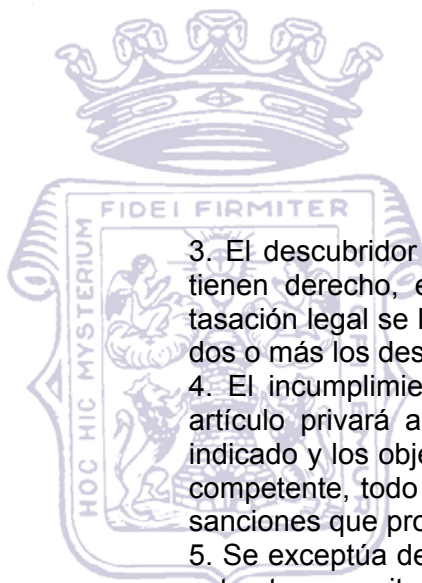 FIDEI FIRMITER
HOC HIC MYSTERIUM
3. El descubridor
tienen derecho, e
tasación legal se l
dos o más los des
4. El incumplimie
artículo privará a
indicado y los obje
competente, todo
sanciones que pro
5. Se exceptúa de